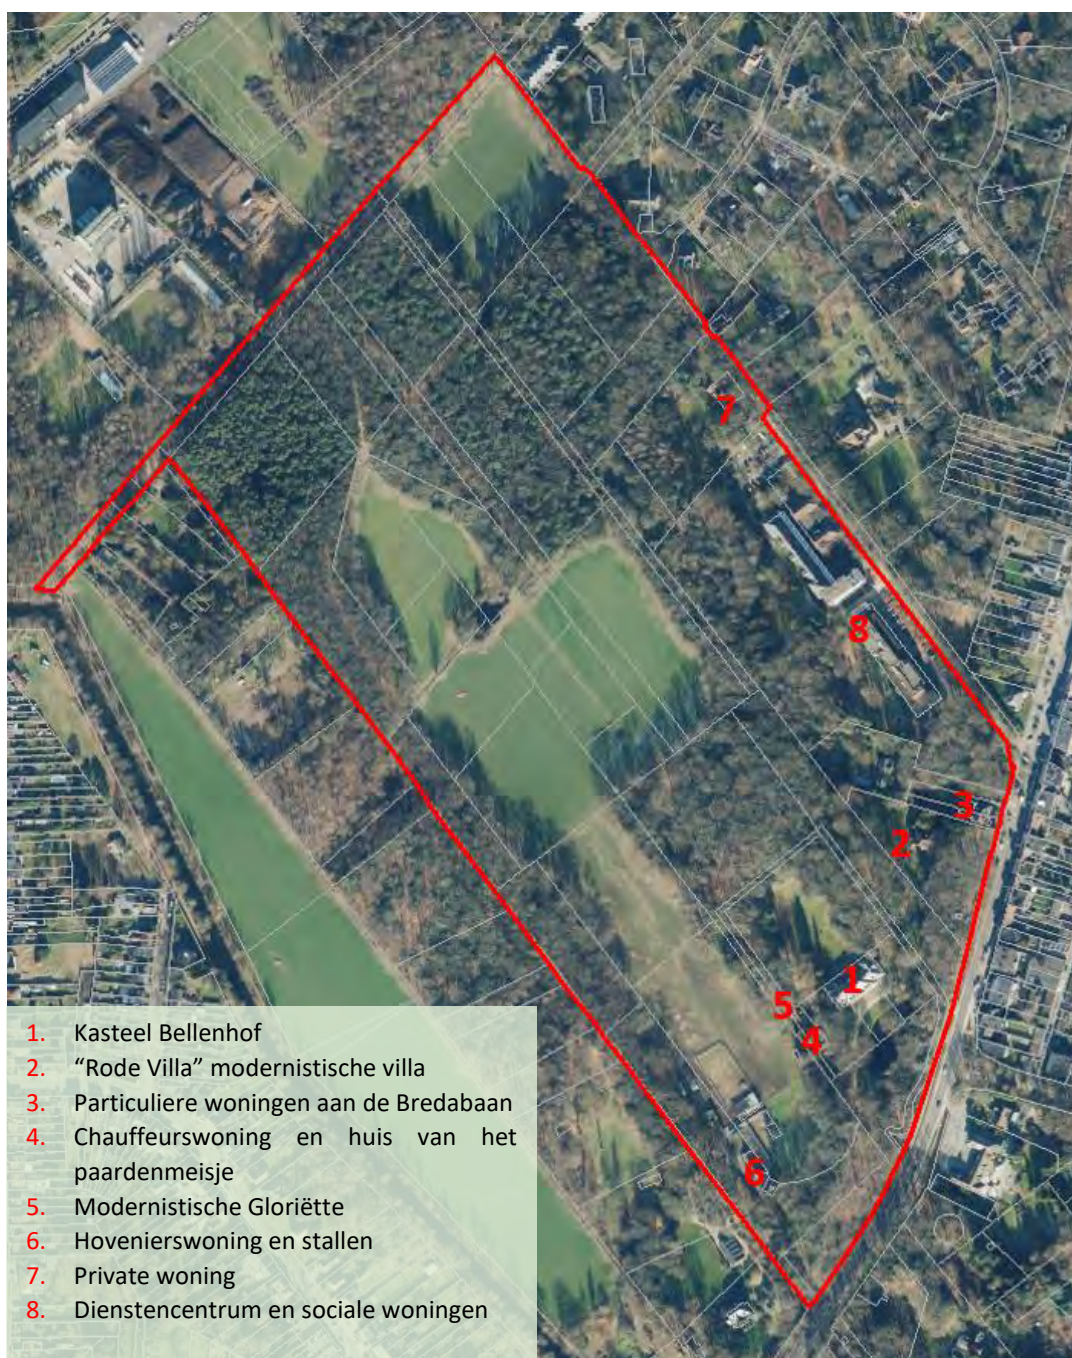 7
8
3
2
1
5
4
6
1. Kasteel Bellenhof
2. “Rode Villa” modernistische villa
3. Particuliere woningen aan de Bredabaan
4. Chauffeurswoning en huis van het
paardenmeisje
5. Modernistische Gloriëtte
6. Hovenierswoning en stallen
7. Private woning
8. Dienstencentrum en sociale woningen